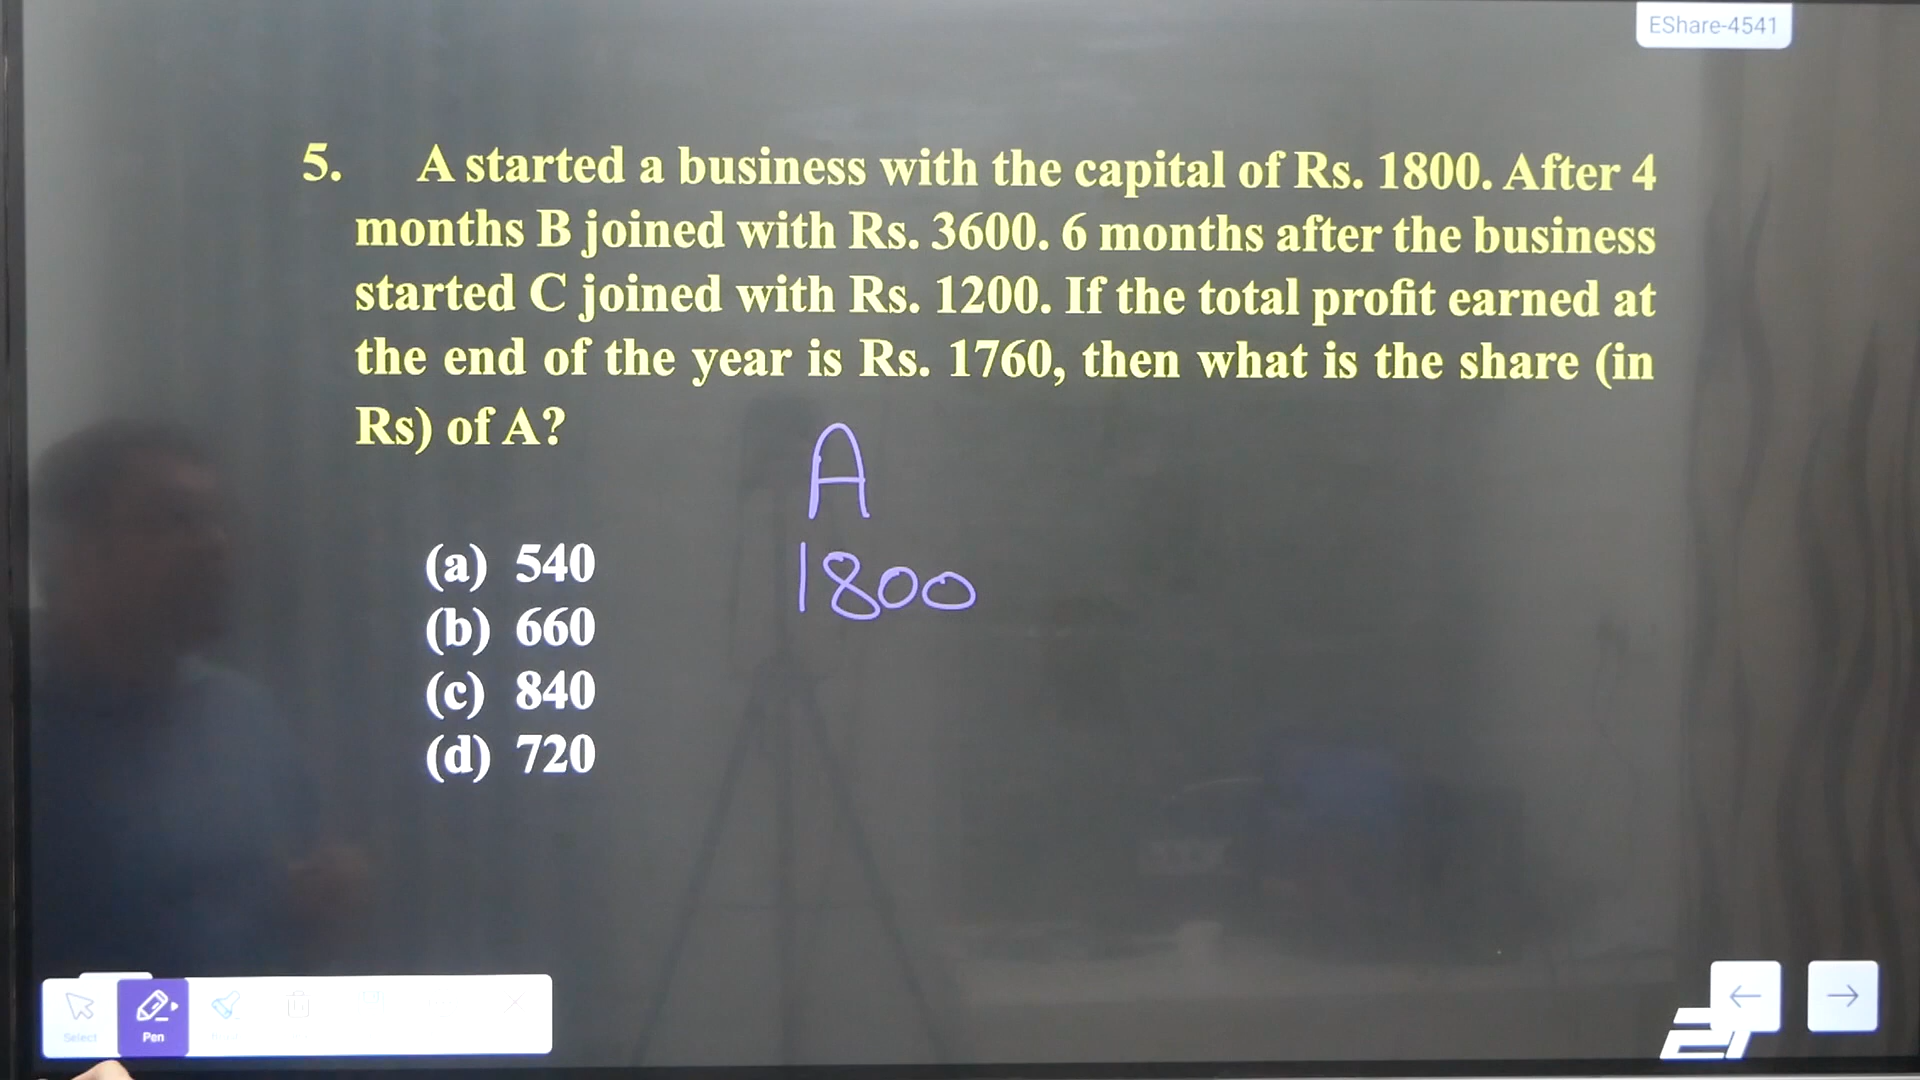 EShare-4541
5. A started a business with the capital of Rs. 1800. After 4
months B joined with Rs. 3600. 6 months after the business
started C joined with Rs. 1200. If the total profit earned at
the end of the year is Rs. 1760, then what is the share (in
Rs) of A?
A
1800
(a) 540
(b) 660
(c) 840
(d) 720
Select
Pen